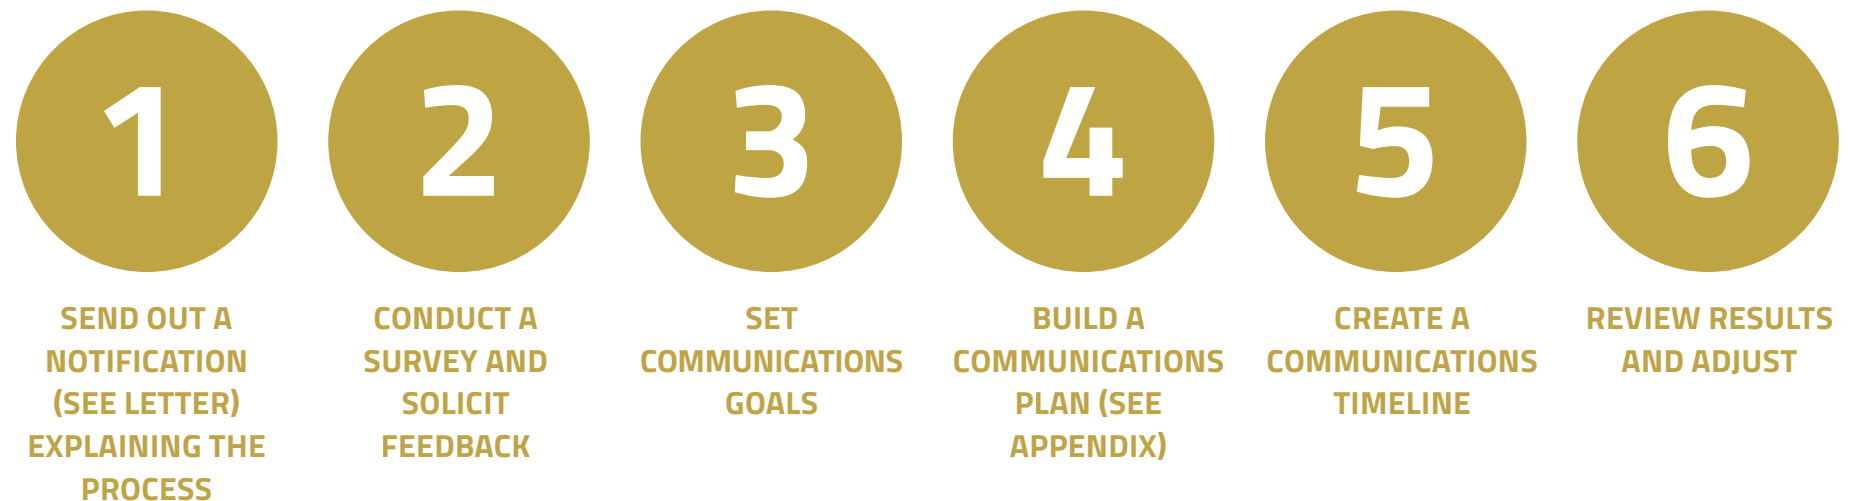 1
SEND OUT A
NOTIFICATION
(SEE LETTER)
EXPLAINING THE
PROCESS
2
CONDUCT A
SURVEY AND
SOLICIT
FEEDBACK
3
SET
COMMUNICATIONS
GOALS
4
BUILD A
COMMUNICATIONS
PLAN (SEE
APPENDIX)
5
CREATE A
COMMUNICATIONS
TIMELINE
6
REVIEW RESULTS
AND ADJUST